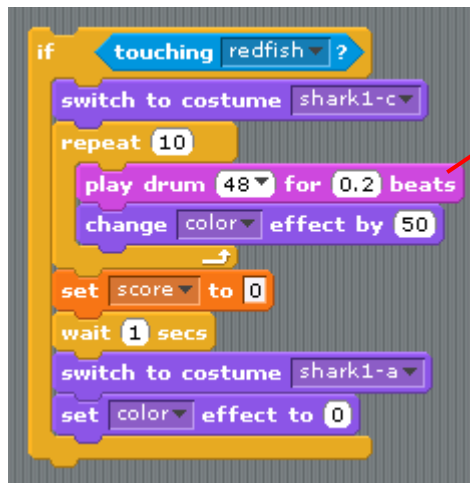 if touching redfish ?
switch to costume shark1-c
repeat 10
play drum 48 for 0.2 beats
change color effect by 50
set score to 0
wait 1 secs
switch to costume shark1-a
set color effect to 0